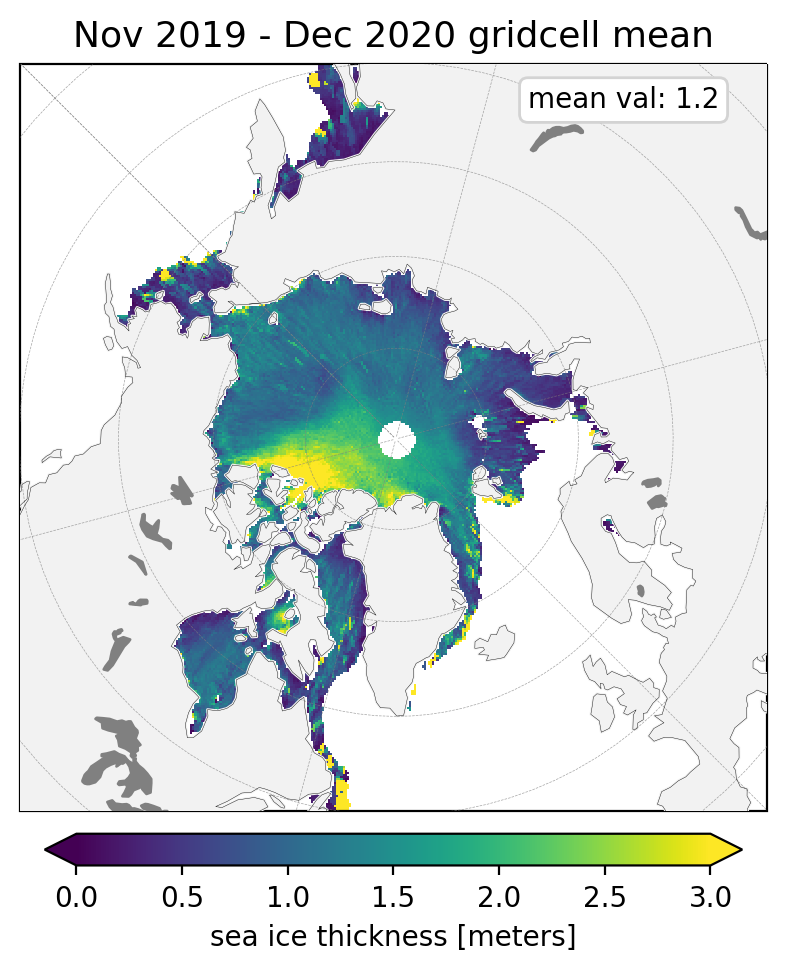 Nov 2019 - Dec 2020 gridcell mean
mean val: 1.2
0.0 0.5 1.0 1.5 2.0 2.5 3.0
sea ice thickness [meters]